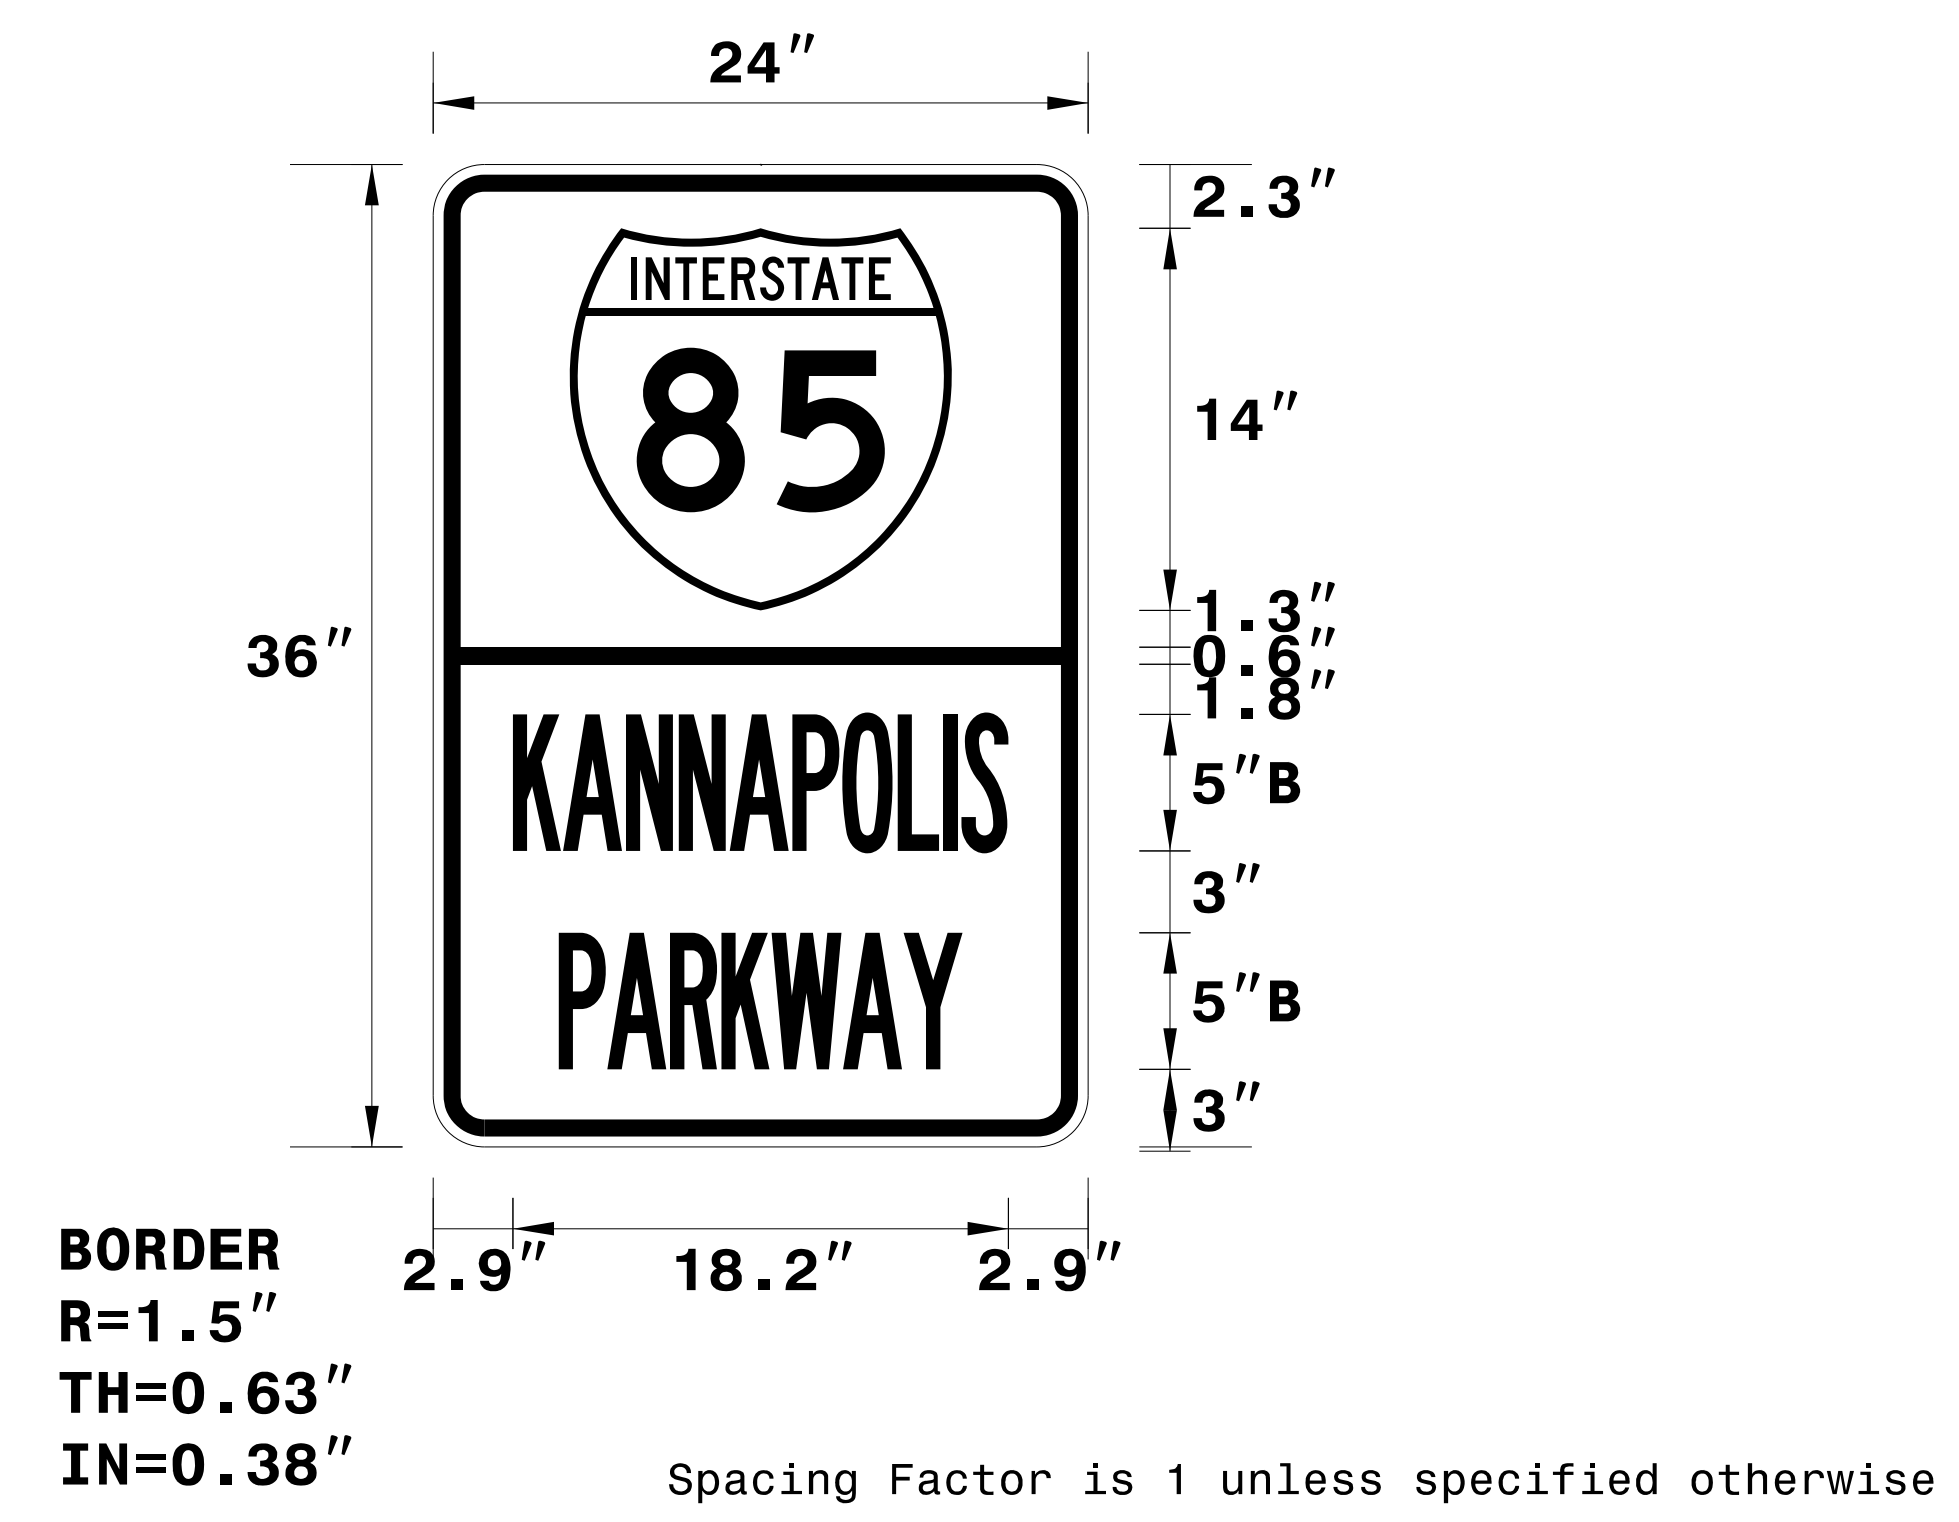 24"
2.3"
INTERSTATE
85
14"
1.3"
0.6"
36"
1.8"
KANNAPOLIS
5"B
3"
PARKWAY
5"B
3"
2.9" 18.2" 2.9"
BORDER
R=1.5"
TH=0.63"
IN=0.38"
Spacing Factor is 1 unless specified otherwise